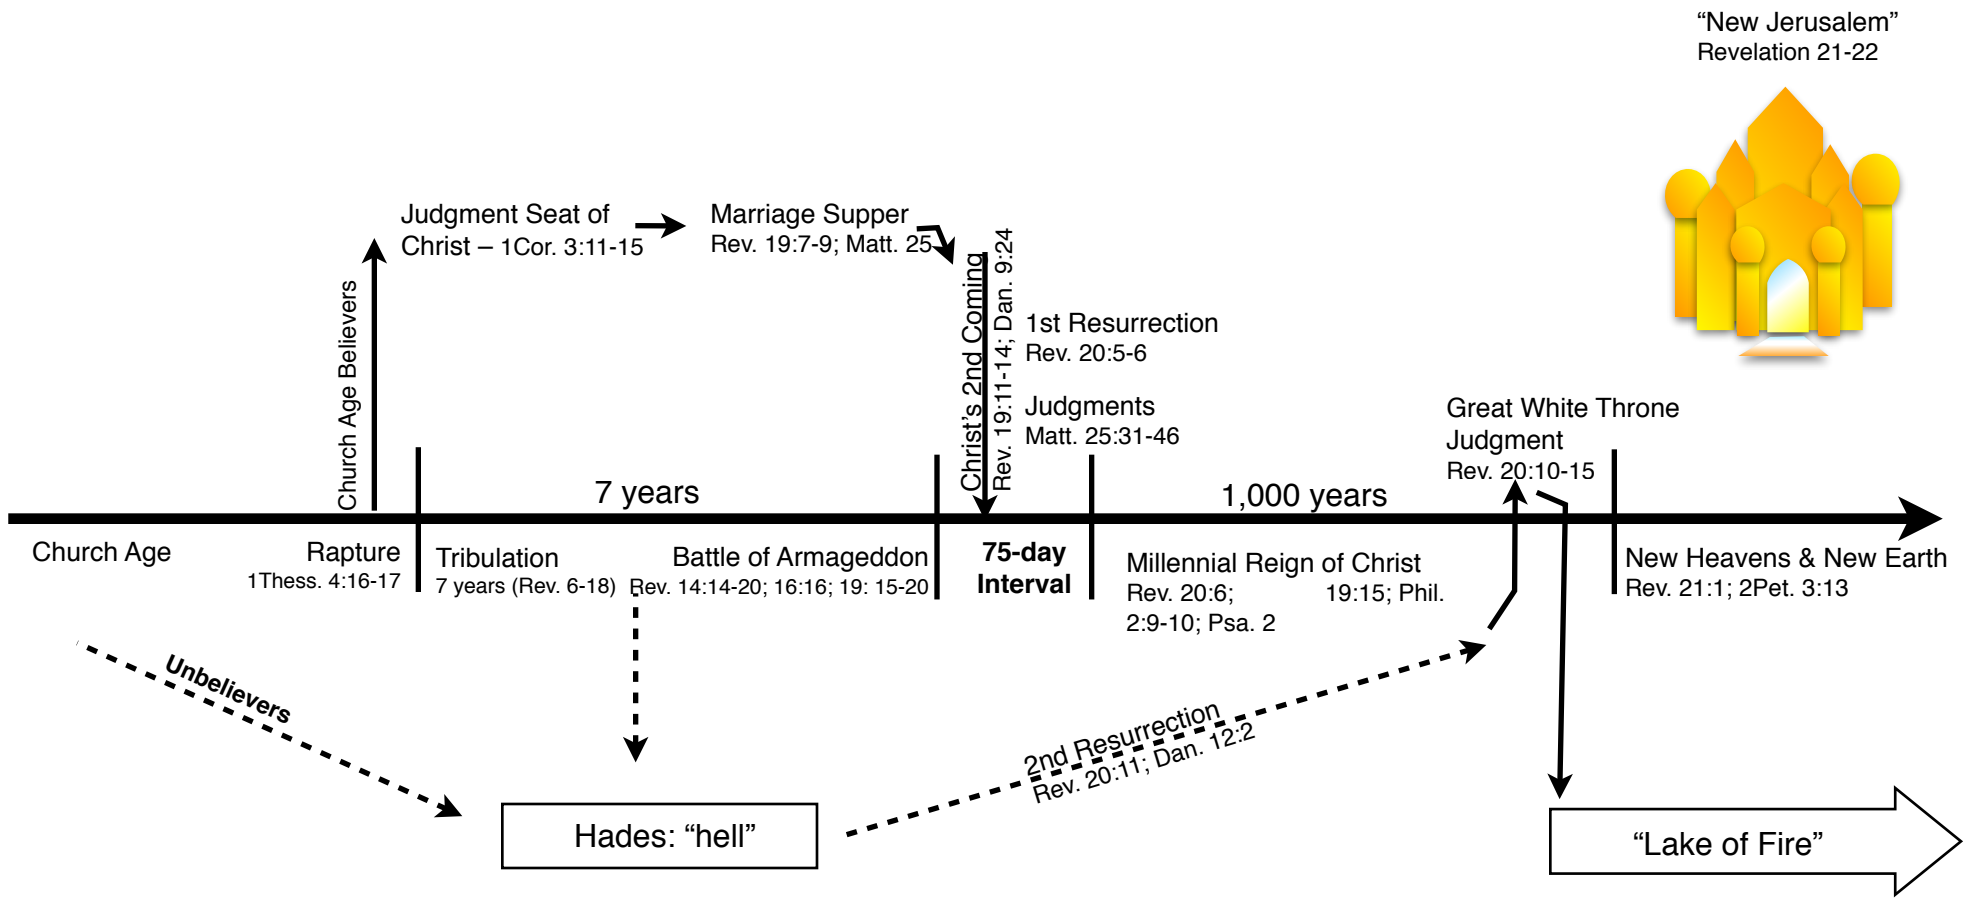 “New Jerusalem”
Revelation 21-22
Judgment Seat of
Christ – 1Cor. 3:11-15
Marriage Supper
Rev. 19:7-9; Matt. 25
Church Age Believers
Christ’s 2nd Coming
Rev. 19:11-14; Dan. 9:24
1st Resurrection
Rev. 20:5-6
Judgments
Matt. 25:31-46
Great White Throne
Judgment
Rev. 20:10-15
7 years
1,000 years
Church Age
Rapture
1Thess. 4:16-17
Tribulation
7 years (Rev. 6-18)
Battle of Armageddon
Rev. 14:14-20; 16:16; 19: 15-20
75-day
Interval
Millennial Reign of Christ
Rev. 20:6; 19:15; Phil.
2:9-10; Psa. 2
New Heavens & New Earth
Rev. 21:1; 2Pet. 3:13
Unbelievers
2nd Resurrection
Rev. 20:11; Dan. 12:2
Hades: “hell”
“Lake of Fire”